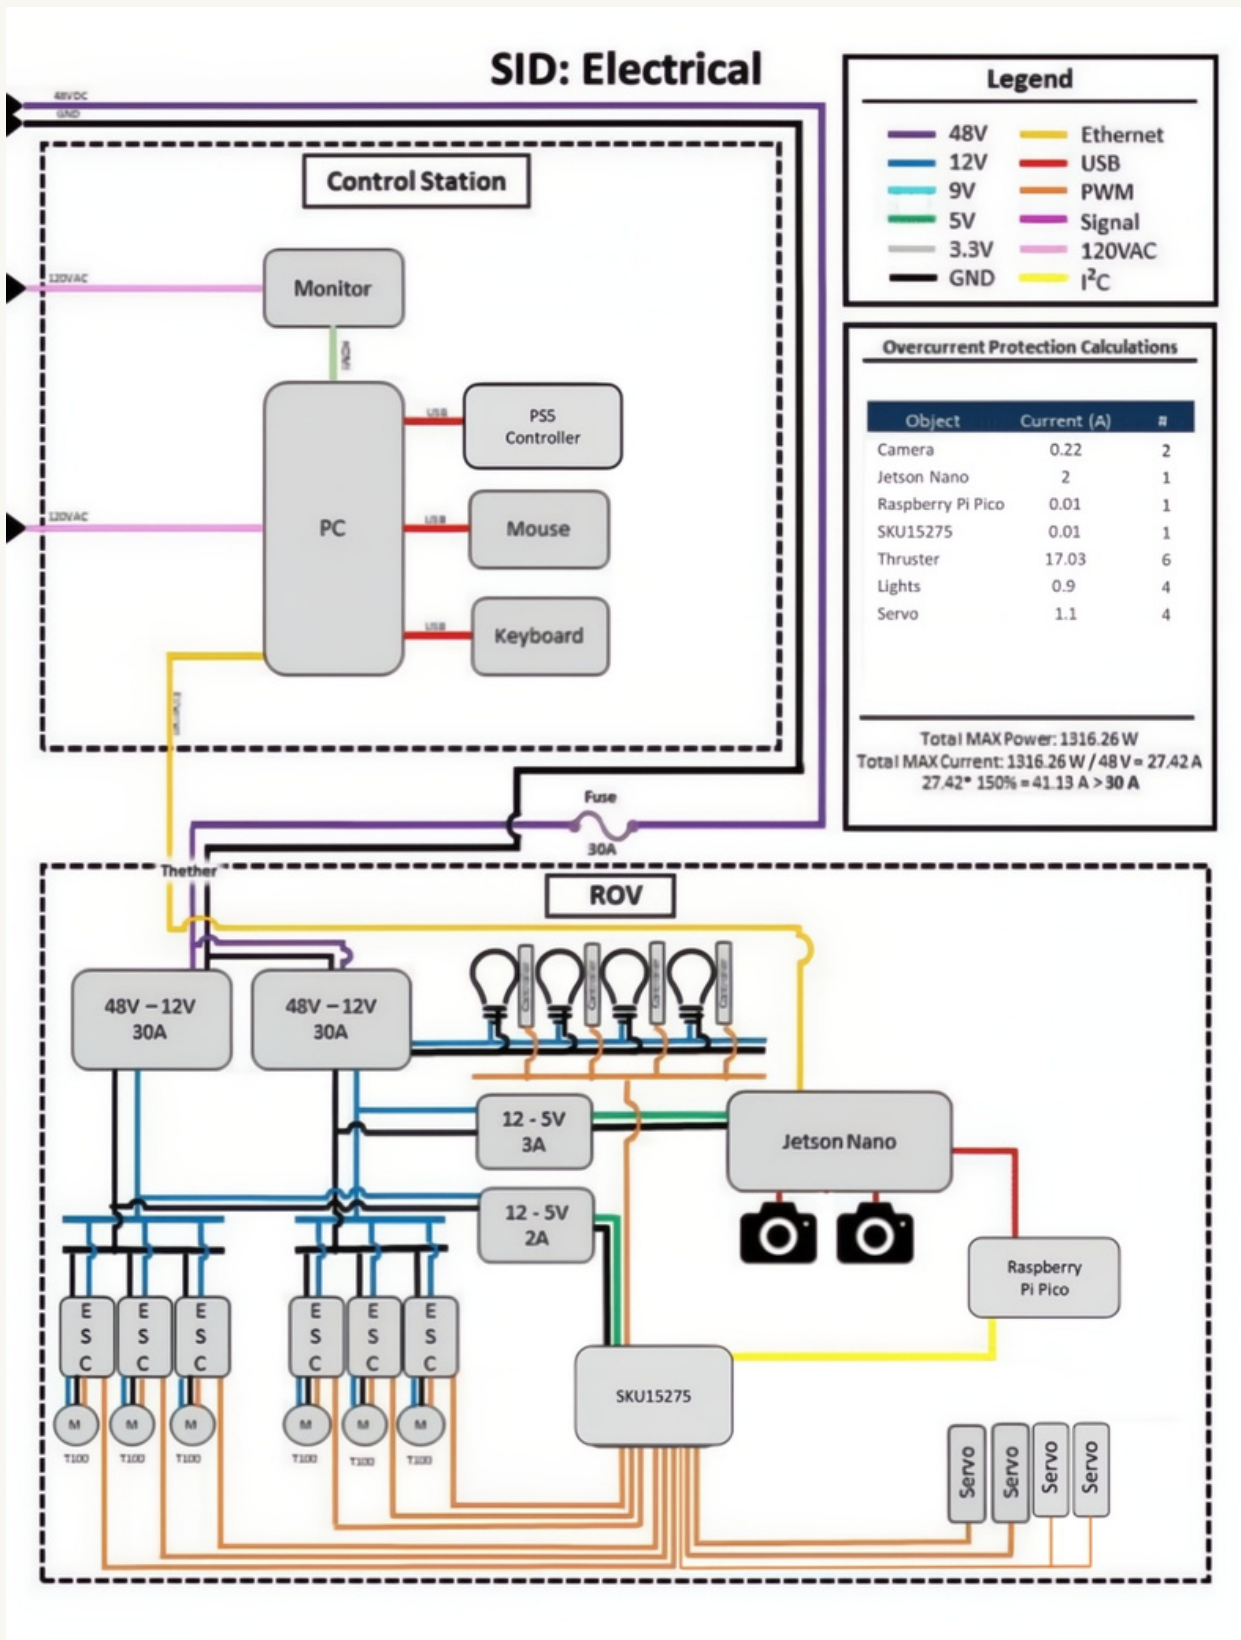 SID: Electrical
48VDC
GND
Control Station
120VAC
Monitor
HDMI
USB
PS5
Controller
120VAC
PC
USB
Mouse
USB
Keyboard
Ethernet
Legend
48V
Ethernet
12V
USB
9V
PWM
5V
Signal
3.3V
120VAC
GND
I²C
Overcurrent Protection Calculations
Object Current (A) #
Camera 0.22 2
Jetson Nano 2 1
Raspberry Pi Pico 0.01 1
SKU15275 0.01 1
Thruster 17.03 6
Lights 0.9 4
Servo 1.1 4
Total MAX Power: 1316.26 W
Total MAX Current: 1316.26 W / 48 V = 27.42 A
27.42* 150% = 41.13 A > 30 A
Fuse
30A
Thether
ROV
48V – 12V
30A
48V – 12V
30A
Controller
Controller
Controller
Controller
12 - 5V
3A
Jetson Nano
12 - 5V
2A
Raspberry
Pi Pico
E
S
C
E
S
C
E
S
C
E
S
C
E
S
C
E
S
C
SKU15275
M
M
M
M
M
M
T100
T100
T100
T100
T100
T100
Servo
Servo
Servo
Servo